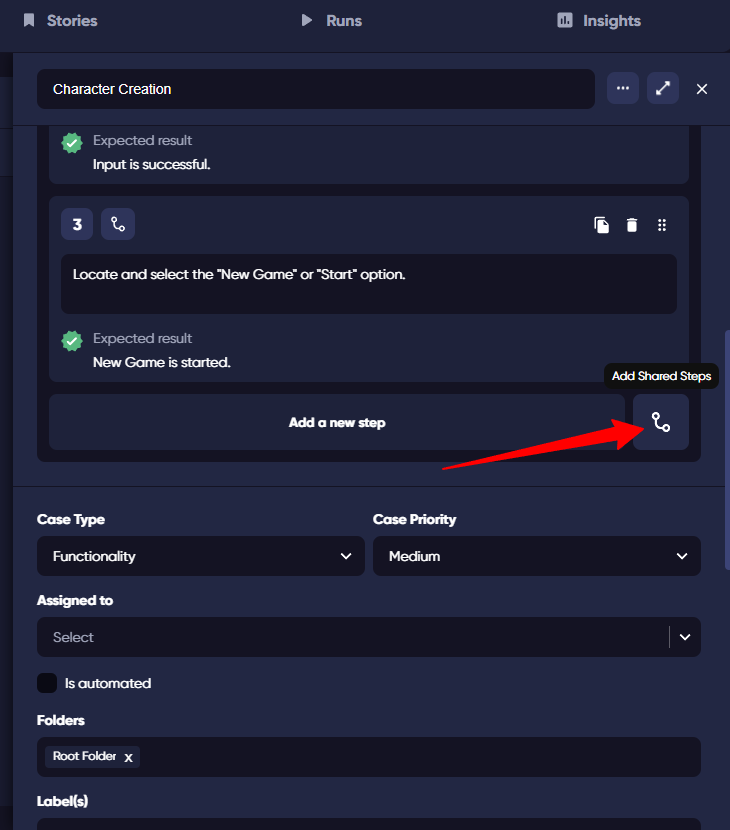 Stories
Runs
Insights
Character Creation
Expected result
Input is successful.
3
Locate and select the "New Game" or "Start" option.
Expected result
New Game is started.
Add Shared Steps
Add a new step
Case Type
Case Priority
Functionality
Medium
Assigned to
Select
Is automated
Folders
Root Folder x
Label(s)